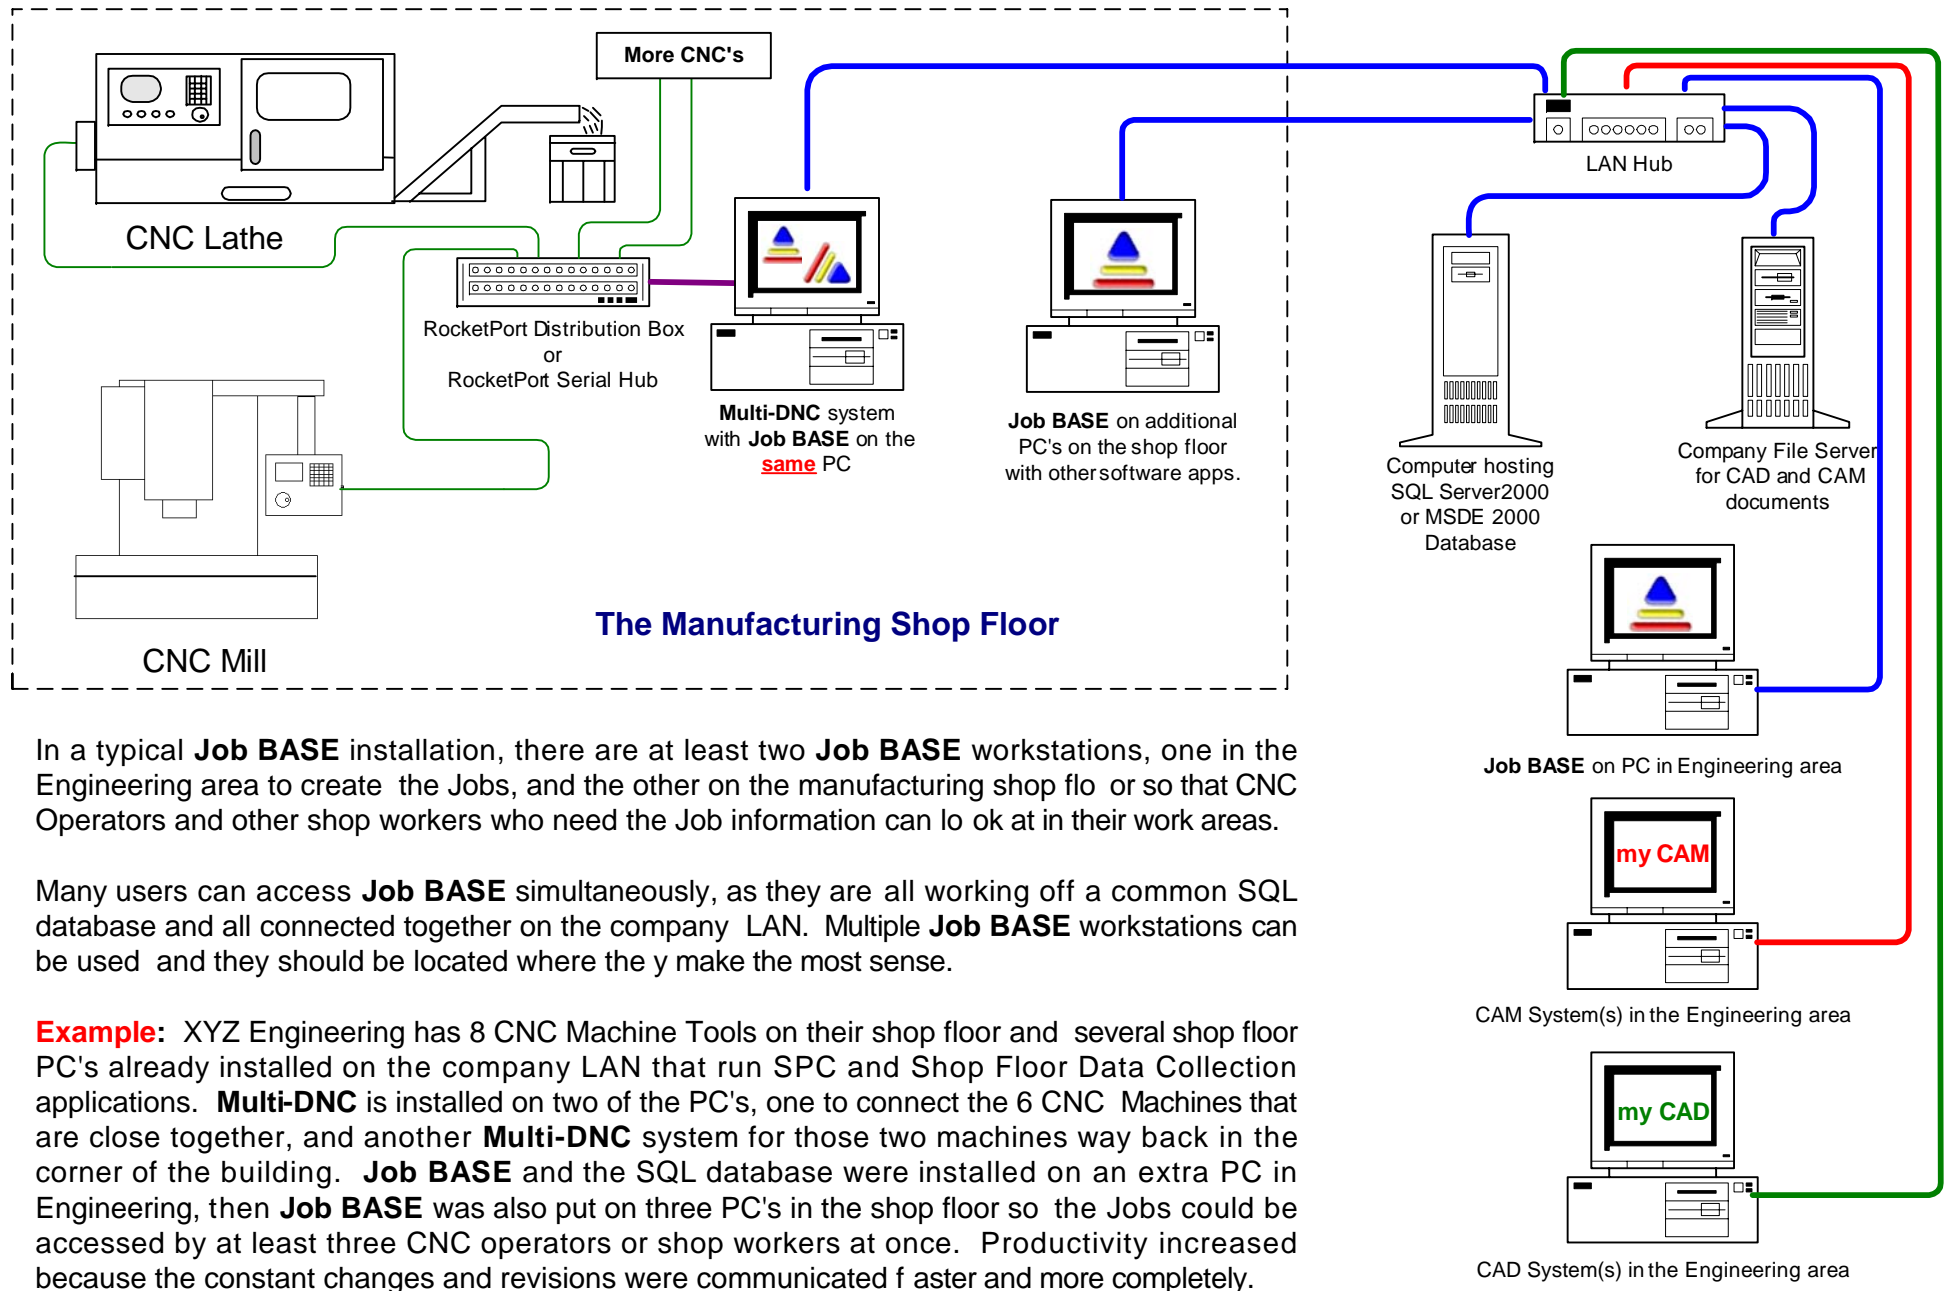 More CNC's
LAN Hub
CNC Lathe
RocketPort Distribution Box
or
RocketPort Serial Hub
Multi-DNC system
with Job BASE on the
same PC
Job BASE on additional
PC's on the shop floor
with other software apps.
Computer hosting
SQL Server2000
or MSDE 2000
Database
Company File Server
for CAD and CAM
documents
The Manufacturing Shop Floor
CNC Mill
Job BASE on PC in Engineering area
my CAM
CAM System(s) in the Engineering area
my CAD
CAD System(s) in the Engineering area
In a typical Job BASE installation, there are at least two Job BASE workstations, one in the
Engineering area to create the Jobs, and the other on the manufacturing shop flo or so that CNC
Operators and other shop workers who need the Job information can lo ok at in their work areas.
Many users can access Job BASE simultaneously, as they are all working off a common SQL
database and all connected together on the company LAN. Multiple Job BASE workstations can
be used and they should be located where the y make the most sense.
Example: XYZ Engineering has 8 CNC Machine Tools on their shop floor and several shop floor
PC's already installed on the company LAN that run SPC and Shop Floor Data Collection
applications. Multi-DNC is installed on two of the PC's, one to connect the 6 CNC Machines that
are close together, and another Multi-DNC system for those two machines way back in the
corner of the building. Job BASE and the SQL database were installed on an extra PC in
Engineering, then Job BASE was also put on three PC's in the shop floor so the Jobs could be
accessed by at least three CNC operators or shop workers at once. Productivity increased
because the constant changes and revisions were communicated f aster and more completely.